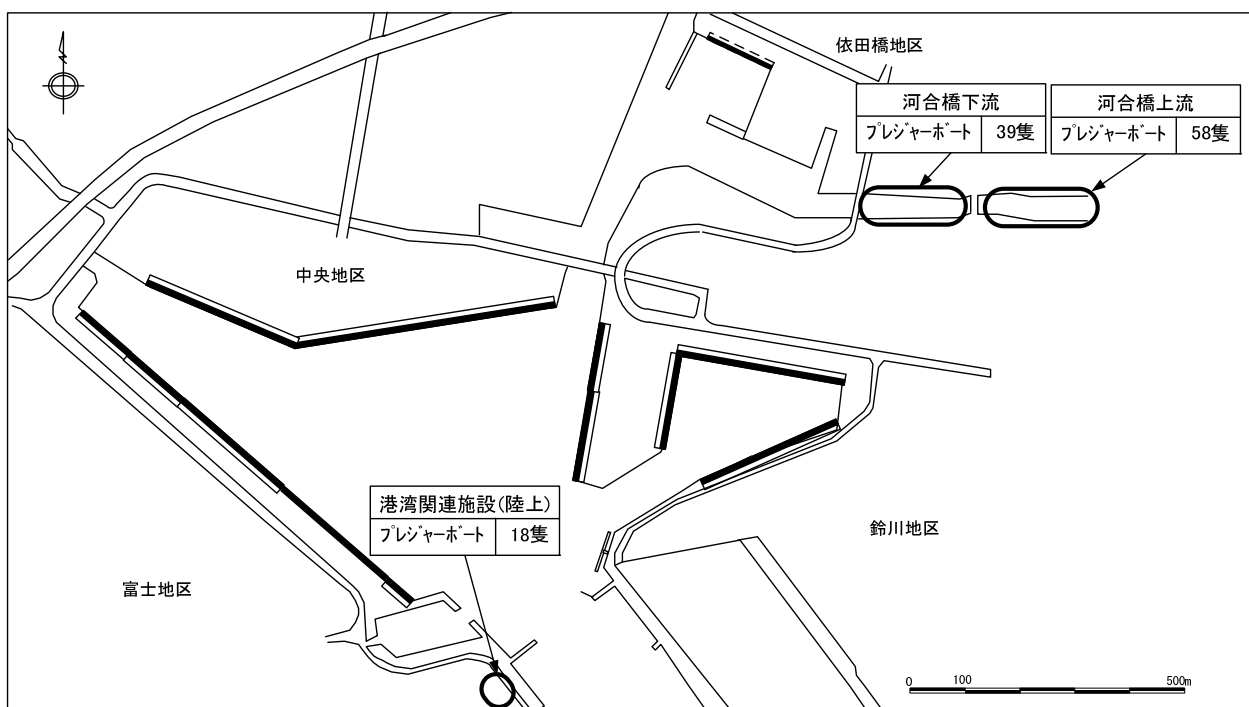 依田橋地区
河合橋下流
プレジャーボート 39隻
河合橋上流
プレジャーボート 58隻
中央地区
港湾関連施設(陸上)
プレジャーボート 18隻
鈴川地区
富士地区
0 100 500m